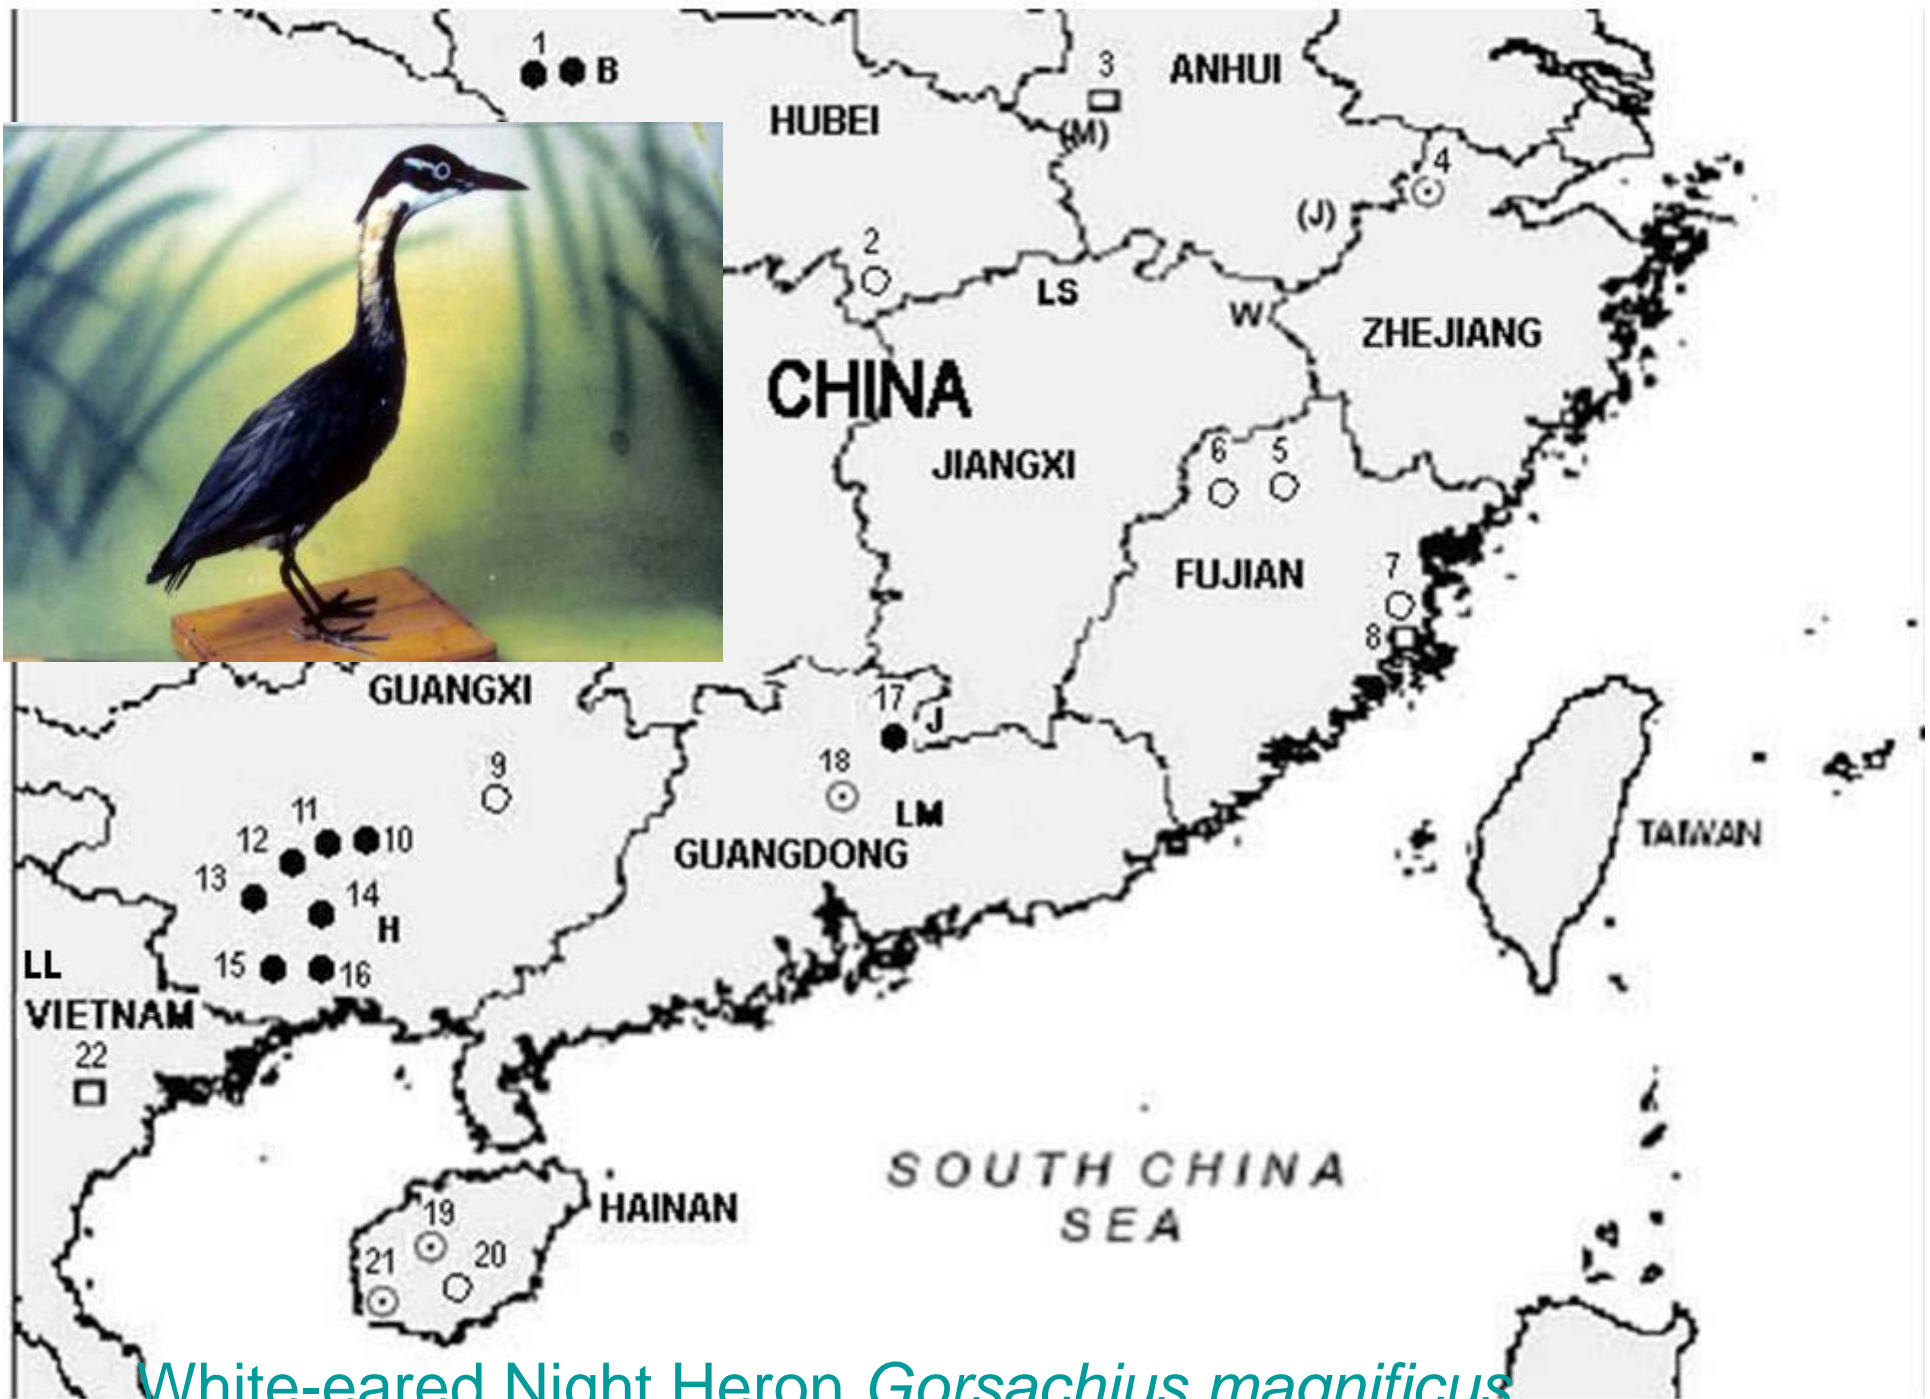 1
B
3
ANHUI
HUBEI
(M)
4
(J)
2
LS
W
ZHEJIANG
CHINA
6 5
JIANGXI
FUJIAN
7
8
GUANGXI
17
J
9
18
LM
11
10
12
GUANGDONG
TAIWAN
13
14
H
LL
15
16
VIETNAM
22
SOUTH CHINA
SEA
HAINAN
19
20
21
White-eared Night Heron Gorsachius magnificus